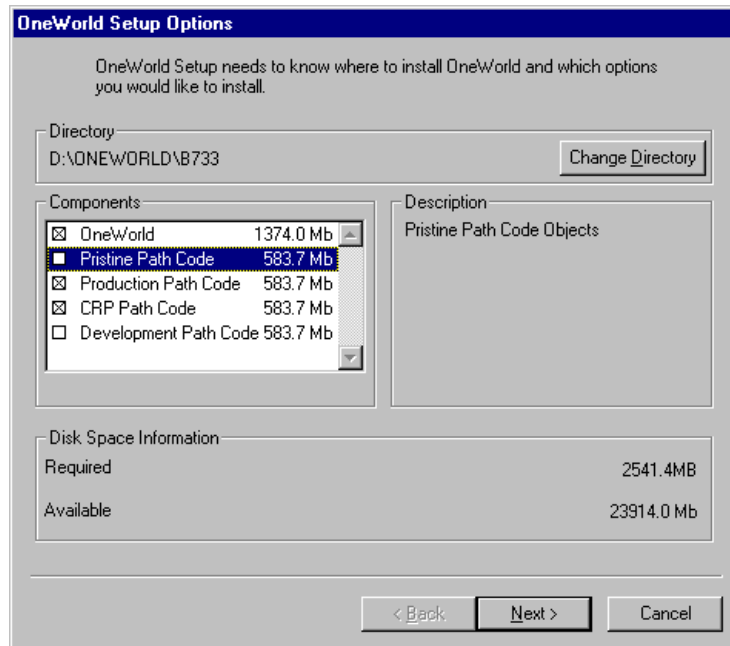 OneWorld Setup Options
OneWorld Setup needs to know where to install OneWorld and which options
you would like to install.
Directory
D:\ONEWORLD\B733
Change Directory
Components
OneWorld 1374.0 Mb
Pristine Path Code 583.7 Mb
Production Path Code 583.7 Mb
CRP Path Code 583.7 Mb
Development Path Code 583.7 Mb
Description
Pristine Path Code Objects
Disk Space Information
Required 2541.4MB
Available 23914.0 Mb
< Back Next > Cancel